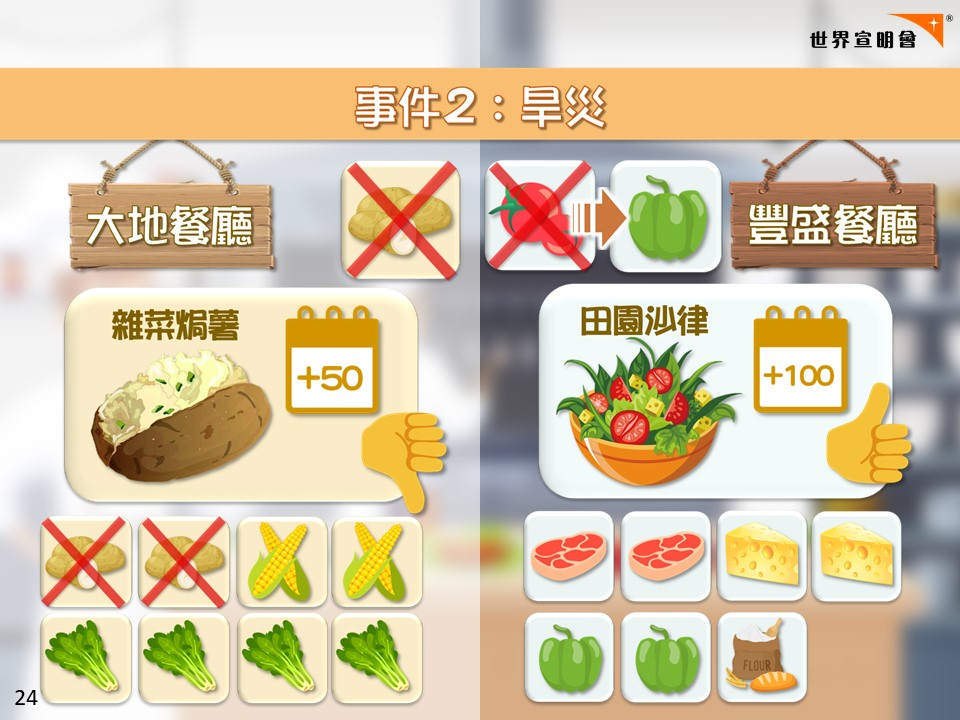 世界宣明會
®
事件2：旱災
大地餐廳
豐盛餐廳
雜菜焗薯
+50
田園沙律
+100
FLOUR
24